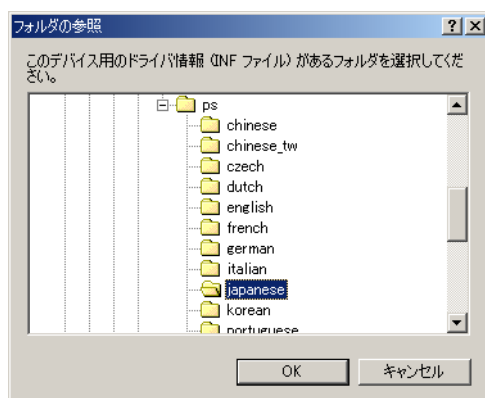 フォルダの参照
このデバイス用のドライバ情報 (INF ファイル) があるフォルダを選択してくだ
さい。
ps
chinese
chinese_tw
czech
dutch
english
french
german
italian
japanese
korean
portuguese
OK
キャンセル